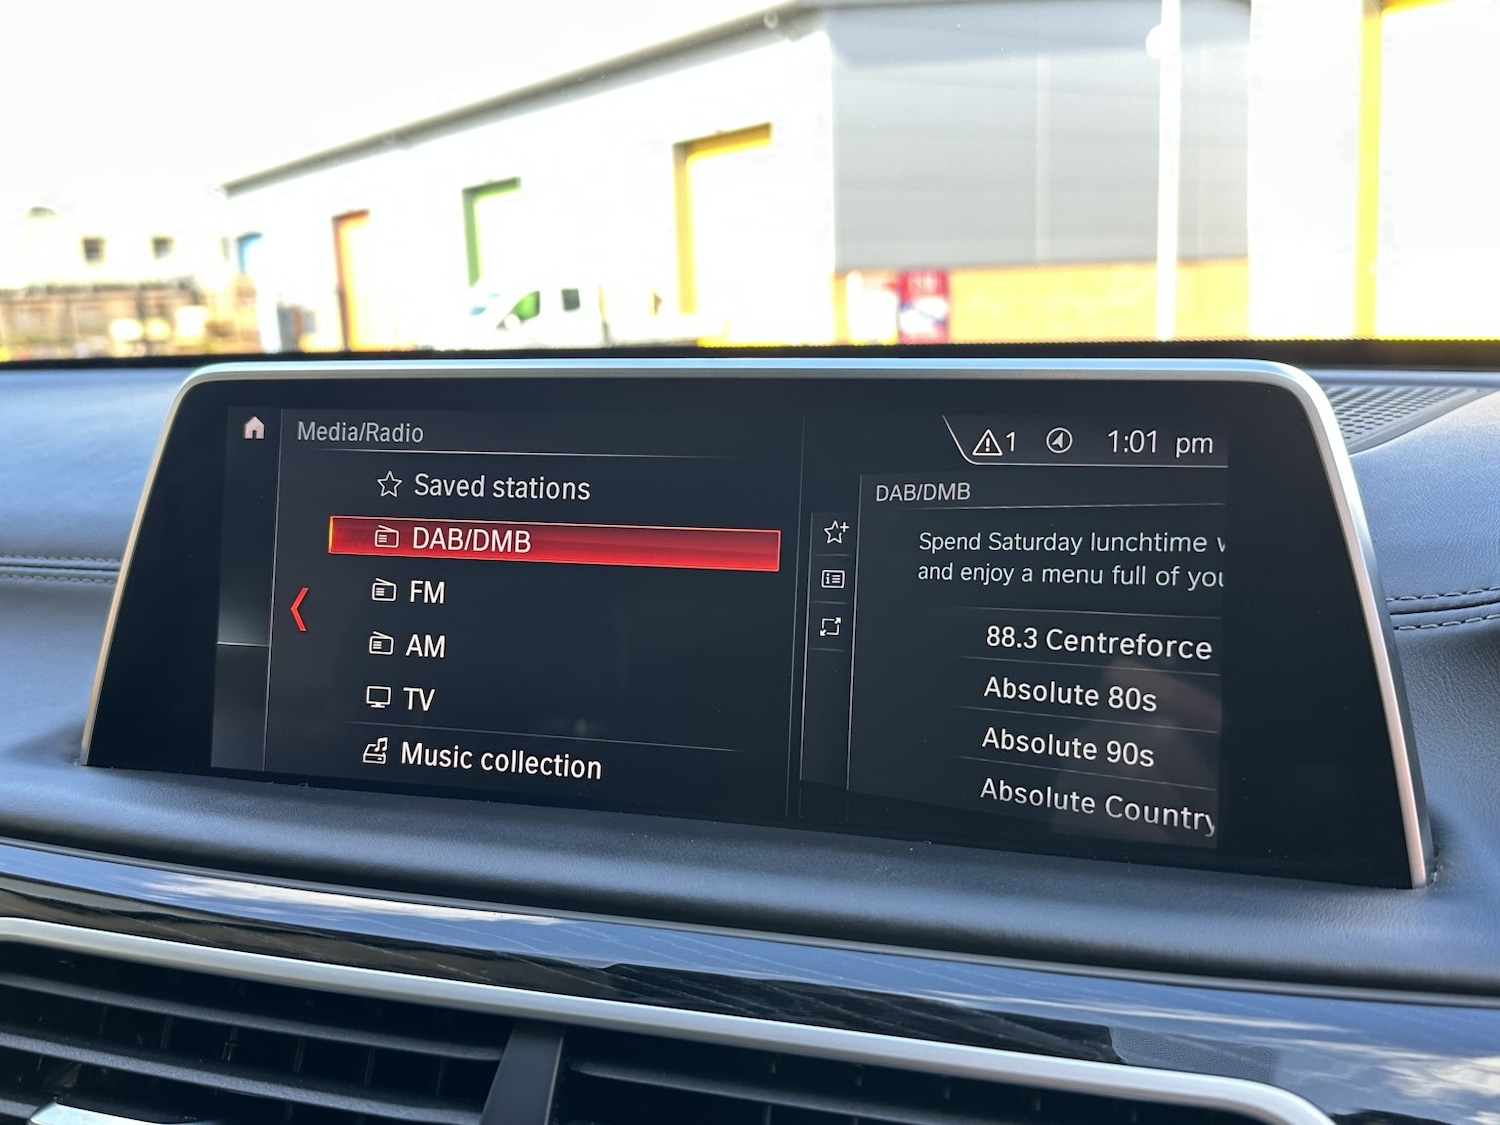 Media/Radio
Saved stations
DAB/DMB
FM
AM
TV
Music collection
1 1:01 pm
DAB/DMB
Spend Saturday lunchtime
and enjoy a menu full of
88.3 Centreforce
Absolute 80s
Absolute 90s
Absolute Country